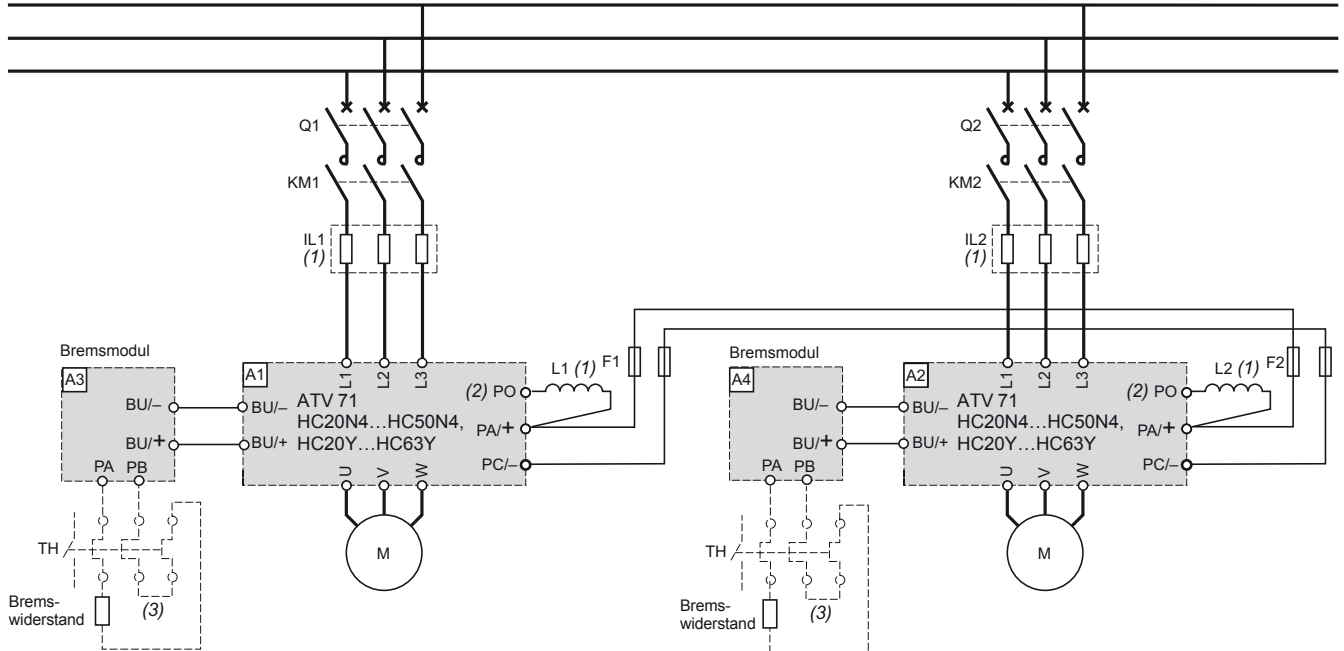 Q1
KM1
IL1
(1)
Q2
KM2
IL2
(1)
Bremsmodul
A3
BU/–
BU/+
PA PB
A1
L1 L2 L3
BU/– ATV 71
HC20N4...HC50N4,
BU/+ HC20Y...HC63Y
U V W
(2) PO
L1 (1)
F1
PA/+
PC/–
M
TH
Brems-
widerstand
(3)
Bremsmodul
A4
BU/–
BU/+
PA PB
A2
L1 L2 L3
BU/– ATV 71
HC20N4...HC50N4,
BU/+ HC20Y...HC63Y
U V W
(2) PO
L2 (1)
F2
PA/+
PC/–
M
TH
Brems-
widerstand
(3)